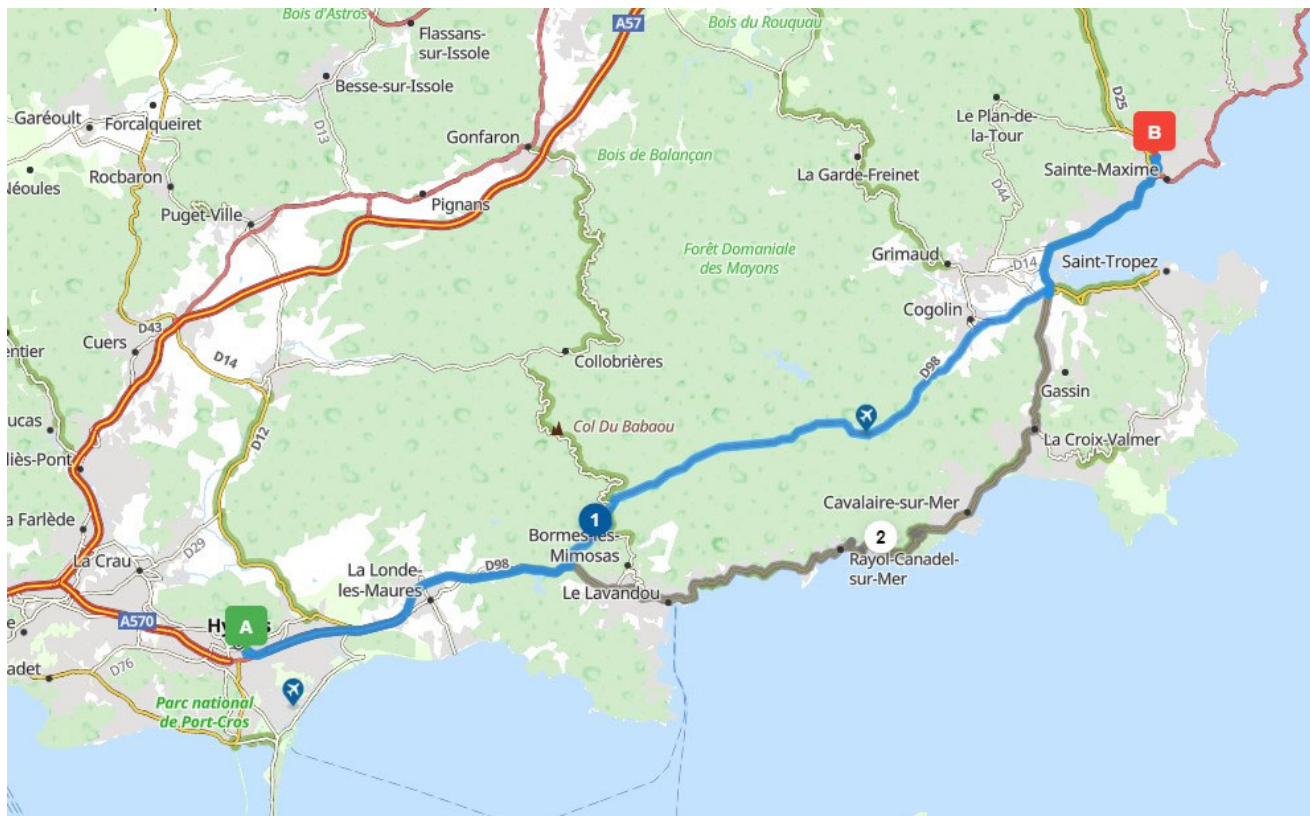 Bois d'Astros
Flassans-
sur-Issole
A57
Bois du Rouquau
Besse-sur-Issole
Garéoult
Forcalqueiret
D13
Gonfaron
Bois de Balançan
Le Plan-de-
la-Tour
D25
B
Néoules
Rocbaron
La Garde-Freinet
Sainte-Maxime
Puget-Ville
Pignans
D44
Forêt Domaniale
des Mayons
Grimaud
D14
Saint-Tropez
Cogolin
D43
Cuers
D14
Collobrières
D98
Gassin
D12
Col Du Babaou
La Croix-Valmer
Cavalaire-sur-Mer
1
2
Bormes-les-
Mimosas
Rayol-Canadel-
sur-Mer
La Crau
D29
La Londe-
les-Maures
D98
Le Lavandou
A570
A
D76
Parc national
de Port-Cros